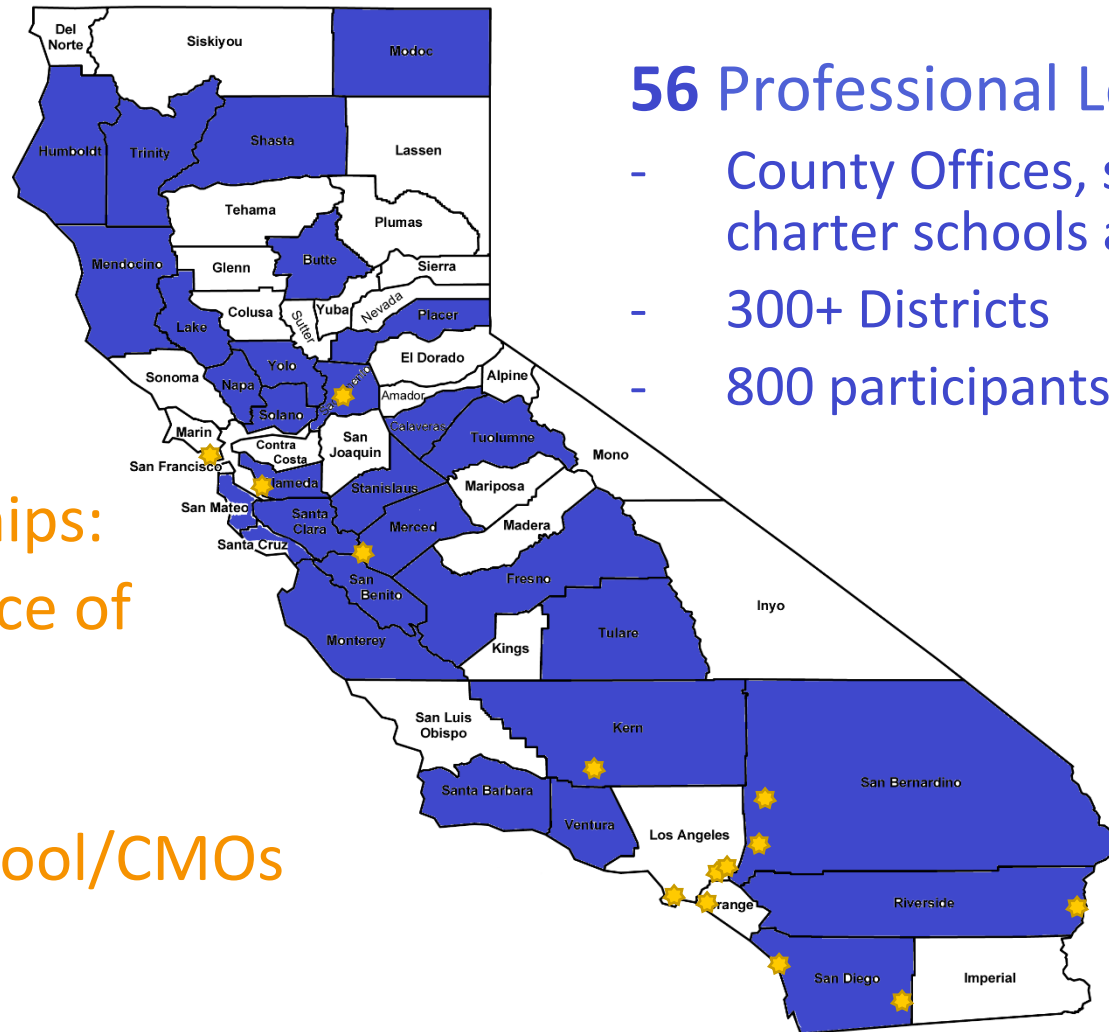 Del
Norte
Siskiyou
Modoc
56 Professional Le
Humboldt
Trinity
Shasta
Lassen
- County Offices, s
charter schools a
Tehama
Plumas
Mendocino
Glenn
Butte
Sierra
- 300+ Districts
Lake
Colusa
Sutter
Yuba
Nevada
Placer
Sonoma
Napa
Yolo
El Dorado
- 800 participants
Solano
Amador
Alpine
Marin
Contra
Costa
San
Joaquin
Calaveras
Tuolumne
Mono
San Francisco
lameda
Stanislaus
Mariposa
hips:
San Mateo
Santa
Clara
Merced
Madera
Santa Cruz
ce of
San
Benito
Fresno
Inyo
Monterey
Kings
Tulare
San Luis
Obispo
Kern
Santa Barbara
San Bernardino
Ventura
Los Angeles
ool/CMOs
range
Riverside
San Diego
Imperial